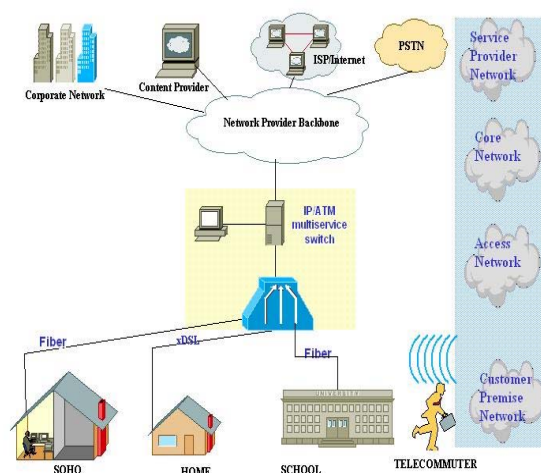 Corporate Network
Content Provider
ISP/Internet
PSTN
Service
Provider
Network
Network Provider Backbone
Core
Network
IP/ATM
multiservice
switch
Access
Network
Fiber
xDSL
Fiber
Customer
Premise
Network
UNIVERSITY
SOHO
HOME
SCHOOL
TELECOMMUTER